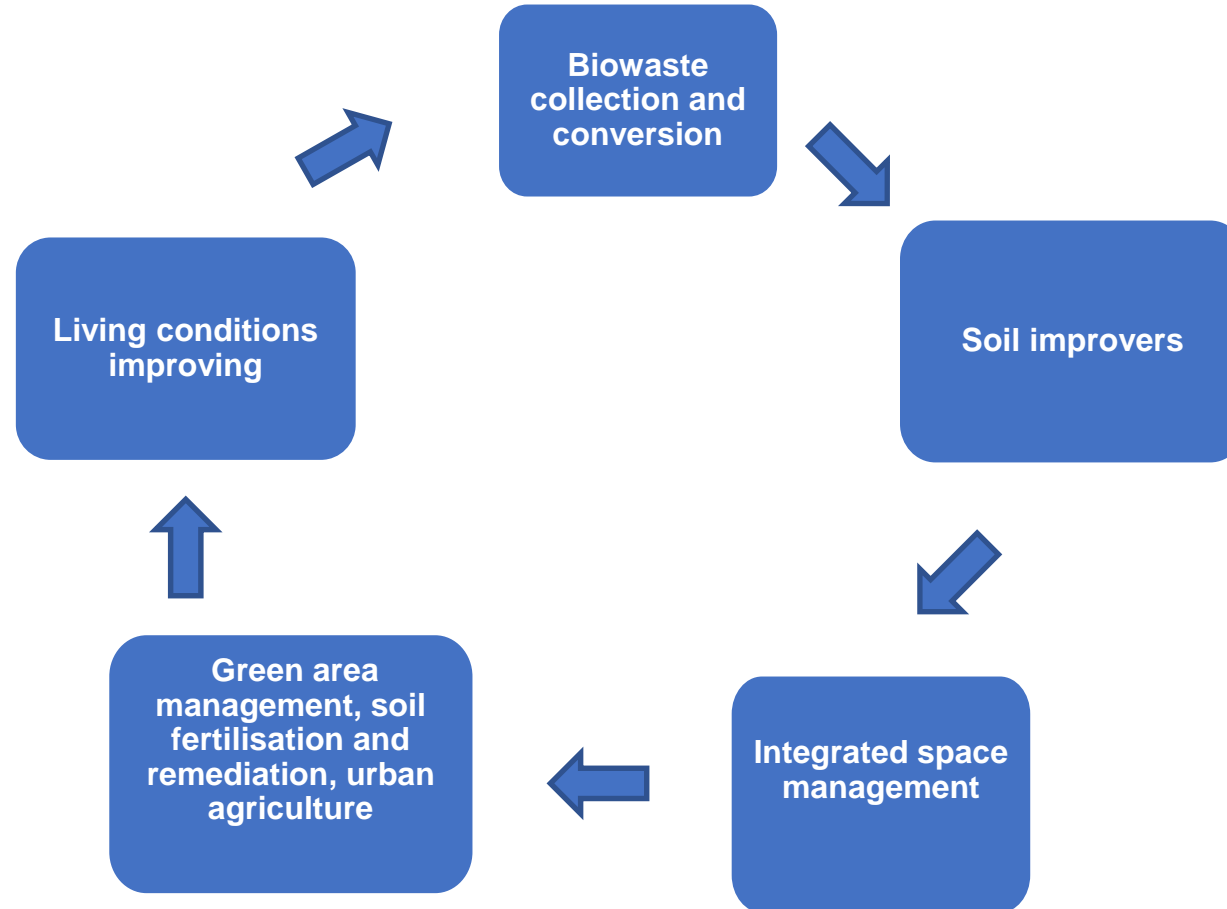 Biowaste
collection and
conversion
Soil improvers
Integrated space
management
Green area
management, soil
fertilisation and
remediation, urban
agriculture
Living conditions
improving